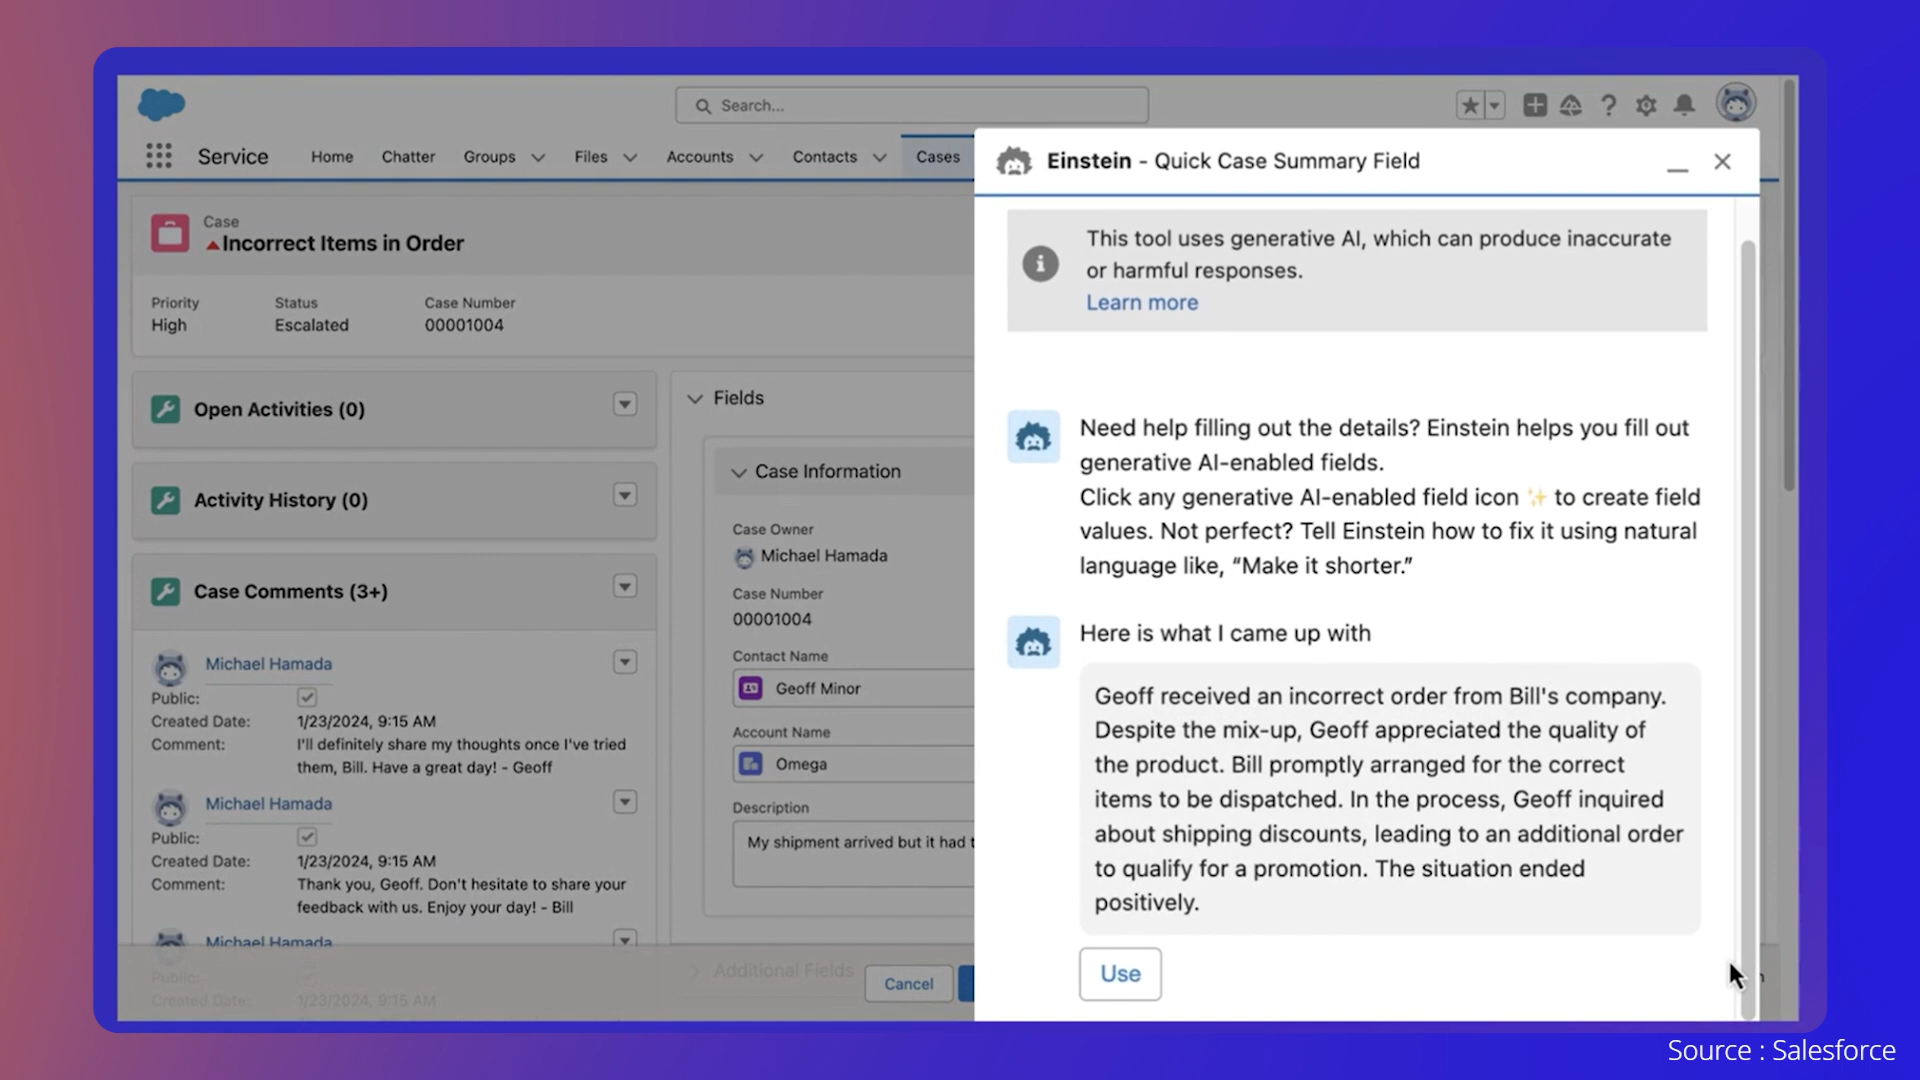 Search...
Service
Home
Chatter
Groups
Files
Accounts
Contacts
Cases
Case
Incorrect Items in Order
Priority
High
Status
Escalated
Case Number
00001004
Open Activities (0)
Activity History (0)
Case Comments (3+)
Michael Hamada
Public:
Created Date: 1/23/2024, 9:15 AM
Comment: I'll definitely share my thoughts once I've tried
them, Bill. Have a great day! - Geoff
Michael Hamada
Public:
Created Date: 1/23/2024, 9:15 AM
Comment: Thank you, Geoff. Don't hesitate to share your
feedback with us. Enjoy your day! - Bill
Michael Hamada
Public:
Created Date: 1/23/2024, 9:15 AM
Fields
Case Information
Case Owner
Michael Hamada
Case Number
00001004
Contact Name
Geoff Minor
Account Name
Omega
Description
My shipment arrived but it had t
Additional Fields
Cancel
Einstein - Quick Case Summary Field
This tool uses generative AI, which can produce inaccurate
or harmful responses.
Learn more
Need help filling out the details? Einstein helps you fill out
generative AI-enabled fields.
Click any generative AI-enabled field icon ✨ to create field
values. Not perfect? Tell Einstein how to fix it using natural
language like, “Make it shorter.”
Here is what I came up with
Geoff received an incorrect order from Bill's company.
Despite the mix-up, Geoff appreciated the quality of
the product. Bill promptly arranged for the correct
items to be dispatched. In the process, Geoff inquired
about shipping discounts, leading to an additional order
to qualify for a promotion. The situation ended
positively.
Use
Source : Salesforce